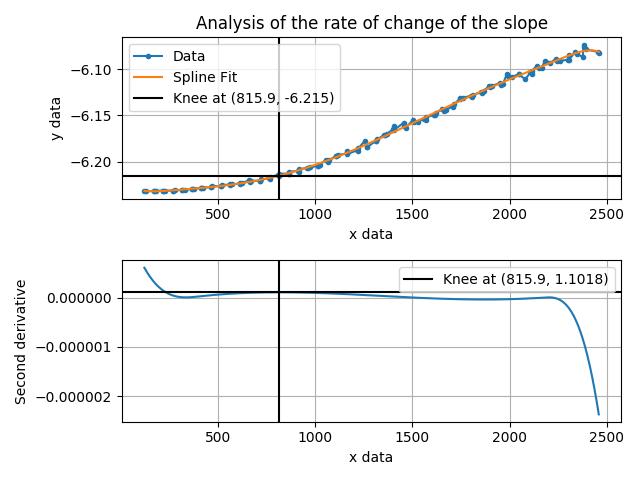 Analysis of the rate of change of the slope
Data
Spline Fit
Knee at (815.9, -6.215)
y data
−6.10
−6.15
−6.20
500
1000
1500
2000
2500
x data
Knee at (815.9, 1.1018)
Second derivative
0.000000
−0.000001
−0.000002
500
1000
1500
2000
2500
x data